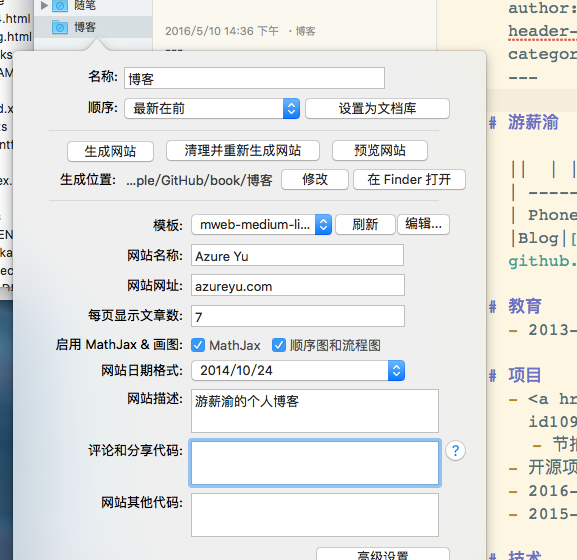 4.html
随笔
g.html
博客
2016/5/10 14:36 下午 · 博客
---
author:
header-
categor
---
名称: 博客
顺序: 最新在前 设置为文档库
生成网站 清理并重新生成网站 预览网站
生成位置: ...ple/GitHub/book/博客 修改 在 Finder 打开
模板: mweb-medium-li... 刷新 编辑...
网站名称: Azure Yu
网站网址: azureyu.com
每页显示文章数: 7
启用 MathJax & 画图: MathJax 顺序图和流程图
网站日期格式: 2014/10/24
网站描述: 游薪渝的个人博客
评论和分享代码: ?
网站其他代码:
高级设置
# 游薪渝
|| | |
| ----
| Phone
|Blog|[
github.
# 教育
- 2013-
# 项目
- <a hr
id109
- 节拍
- 开源项
- 2016-
- 2015-
# 技术